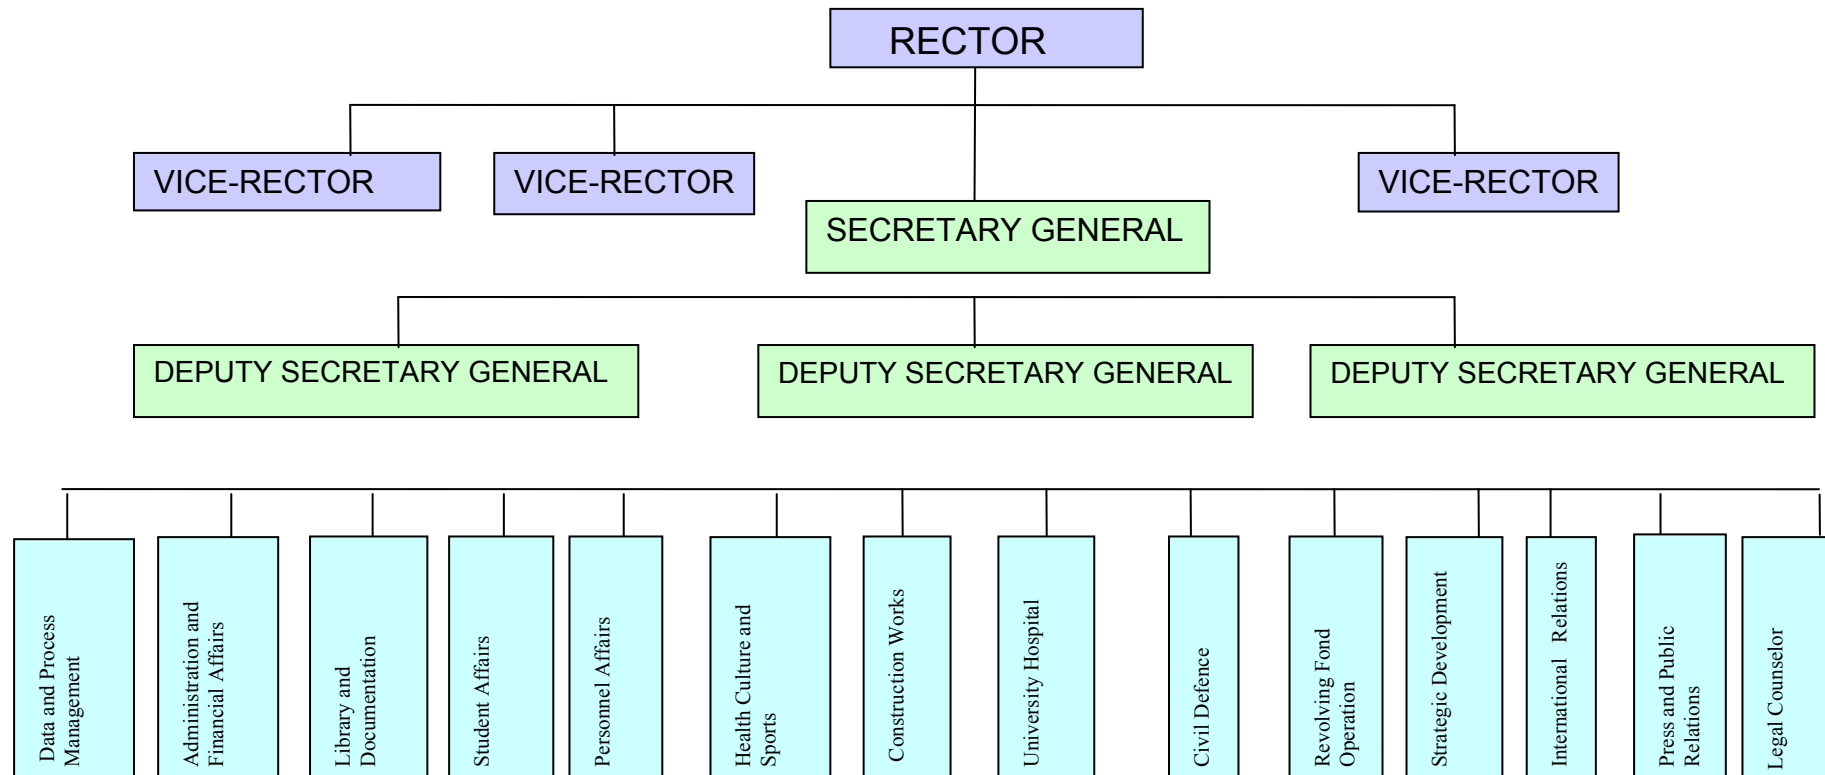 RECTOR
VICE-RECTOR
VICE-RECTOR
VICE-RECTOR
SECRETARY GENERAL
DEPUTY SECRETARY GENERAL
DEPUTY SECRETARY GENERAL
DEPUTY SECRETARY GENERAL
Data and Process
Management
Administration and
Financial Affairs
Library and
Documentation
Student Affairs
Personnel Affairs
Health Culture and
Sports
Construction Works
University Hospital
Civil Defence
Revolving Fond
Operation
Strategic Development
International Relations
Press and Public
Relations
Legal Counselor